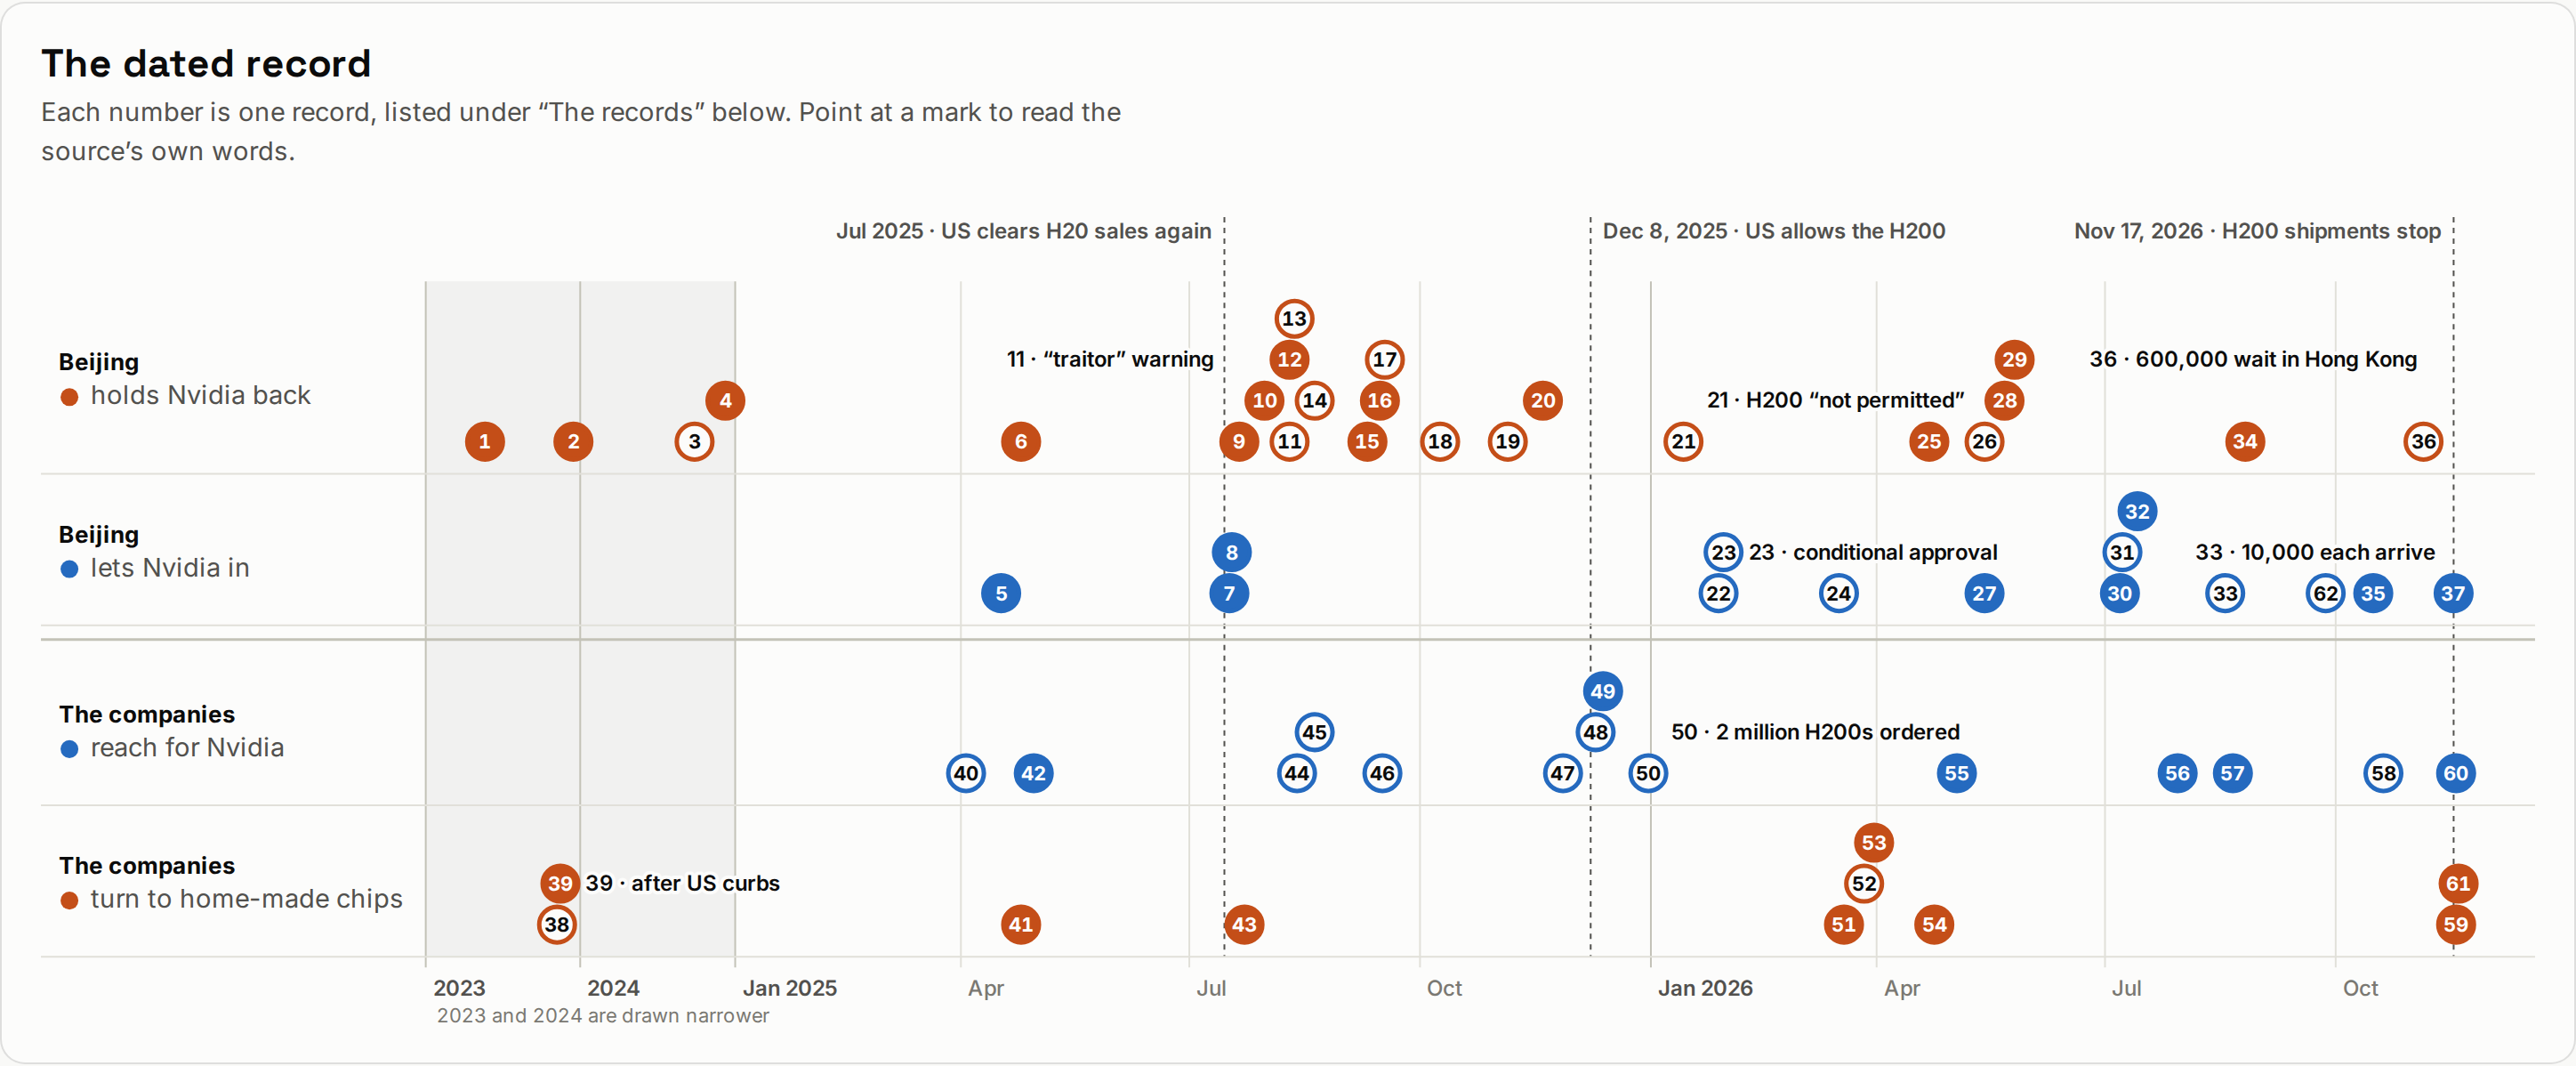 The dated record
Each number is one record, listed under “The records” below. Point at a mark to read the
source’s own words.
Jul 2025 · US clears H20 sales again
Dec 8, 2025 · US allows the H200
Nov 17, 2026 · H200 shipments stop
Beijing
holds Nvidia back
13
11 · “traitor” warning
12
17
29
36 · 600,000 wait in Hong Kong
4
10
14
16
20
21 · H200 “not permitted”
28
1
2
3
6
9
11
15
18
19
21
25
26
34
36
Beijing
lets Nvidia in
32
8
23
23 · conditional approval
31
33 · 10,000 each arrive
5
7
22
24
27
30
33
62
35
37
The companies
reach for Nvidia
49
45
48
50 · 2 million H200s ordered
40
42
44
46
47
50
55
56
57
58
60
The companies
turn to home-made chips
53
39
39 · after US curbs
52
61
38
41
43
51
54
59
2023
2024
Jan 2025
Apr
Jul
Oct
Jan 2026
Apr
Jul
Oct
2023 and 2024 are drawn narrower